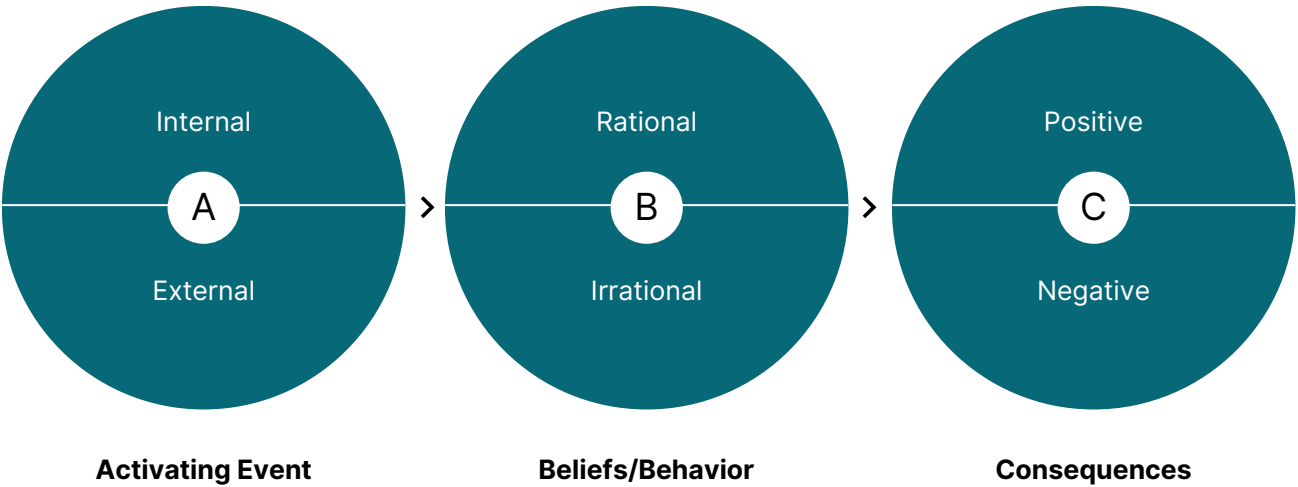 Internal
A
External
Activating Event
Rational
B
Irrational
Beliefs/Behavior
Positive
C
Negative
Consequences